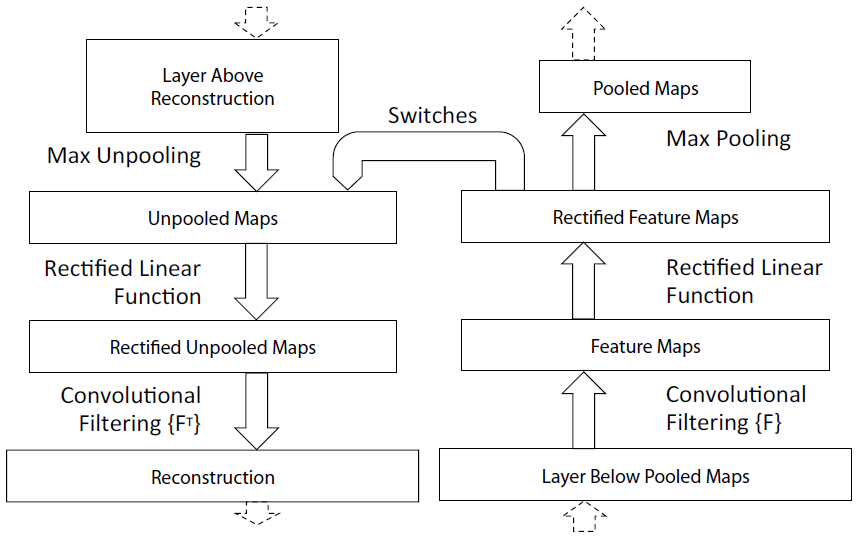 Layer Above
Reconstruction
Max Unpooling
Unpooled Maps
Rectified Linear
Function
Rectified Unpooled Maps
Convolutional
Filtering {Fᵀ}
Reconstruction
Switches
Pooled Maps
Max Pooling
Rectified Feature Maps
Rectified Linear
Function
Feature Maps
Convolutional
Filtering {F}
Layer Below Pooled Maps